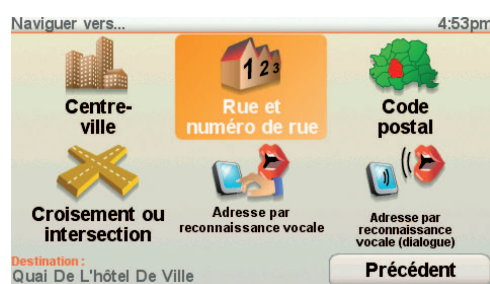 Naviguer vers... 4:53pm
1 2 3
Centre-
ville
Rue et
numéro de rue
Code
postal
Croisement ou
intersection
Adresse par
reconnaissance vocale
Adresse par
reconnaissance
vocale (dialogue)
Destination :
Quai De L'hôtel De Ville
Précédent